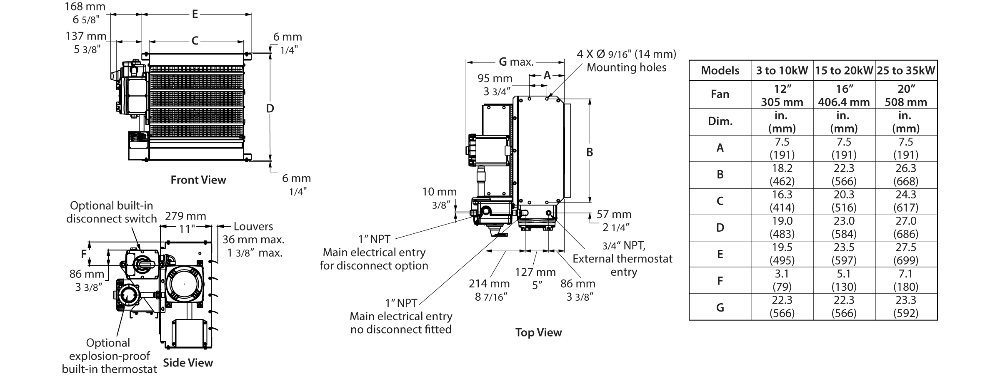 168 mm
6 5/8"
E
137 mm
5 3/8"
C
6 mm
1/4"
D
6 mm
1/4"
Front View
Optional built-in
disconnect switch
279 mm
11"
Louvers
36 mm max.
1 3/8” max.
F
86 mm
3 3/8”
Optional
explosion-proof
built-in thermostat
Side View
G max.
4 X Ø 9/16" (14 mm)
Mounting holes
A
95 mm
3 3/4”
B
10 mm
3/8”
57 mm
2 1/4”
1” NPT
Main electrical entry
for disconnect option
3/4“ NPT,
External thermostat
entry
127 mm
5”
214 mm
8 7/16”
86 mm
3 3/8”
1” NPT
Main electrical entry
no disconnect fitted
Top View
Models 3 to 10kW 15 to 20kW 25 to 35kW
Fan 12” 16” 20”
305 mm 406.4 mm 508 mm
Dim. in. in. in.
(mm) (mm) (mm)
A 7.5 7.5 7.5
(191) (191) (191)
B 18.2 22.3 26.3
(462) (566) (668)
C 16.3 20.3 24.3
(414) (516) (617)
D 19.0 23.0 27.0
(483) (584) (686)
E 19.5 23.5 27.5
(495) (597) (699)
F 3.1 5.1 7.1
(79) (130) (180)
G 22.3 22.3 23.3
(566) (566) (592)